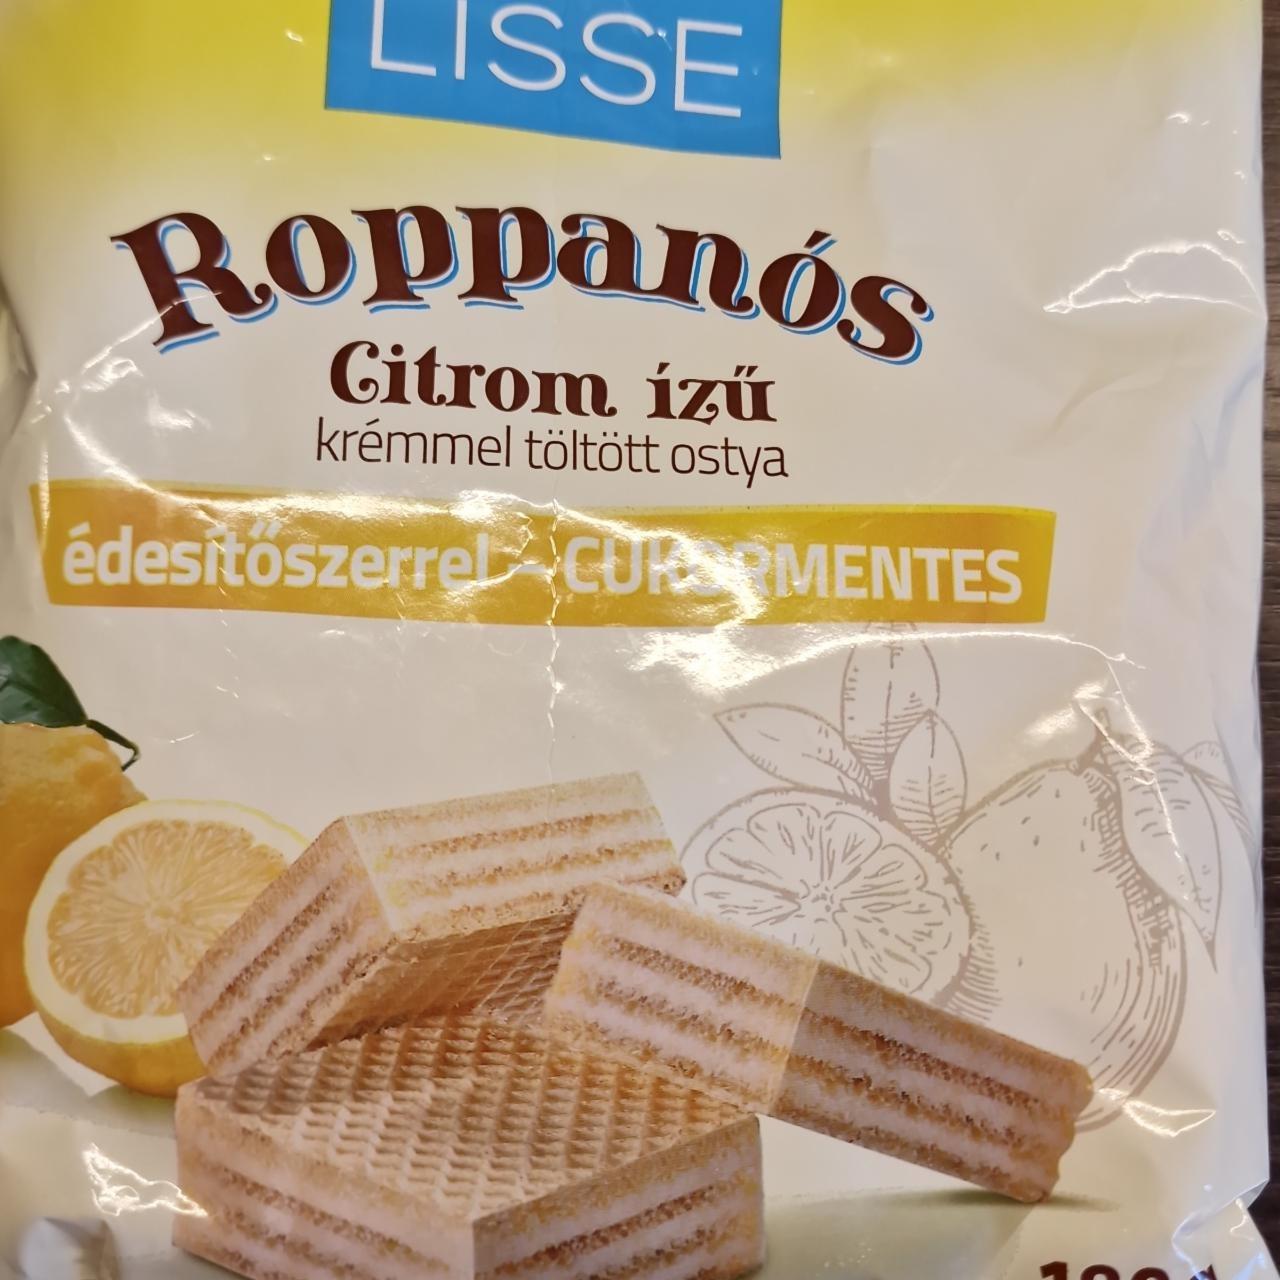 LISSE
Roppanós
Citrom ízű
krémmel töltött ostya
édesítőszerrel - CUKORMENTES